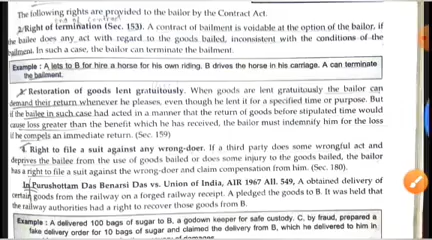 The following rights are provided to the bailor by the Contract Act.
end of contract
2. Right of termination (Sec. 153). A contract of bailment is voidable at the option of the bailor, if
the bailee does any act with regard to the goods bailed, inconsistent with the conditions of the
bailment. In such a case, the bailor can terminate the bailment.
Example : A lets to B for hire a horse for his own riding. B drives the horse in his carriage. A can terminate
the bailment.
Restoration of goods lent gratuitously. When goods are lent gratuitously the bailor can
demand their return whenever he pleases, even though he lent it for a specified time or purpose. But
if the bailee in such case had acted in a manner that the return of goods before stipulated time would
cause loss greater than the benefit which he has received, the bailor must indemnify him for the loss
if he compels an immediate return. (Sec. 159)
Right to file a suit against any wrong-doer. If a third party does some wrongful act and
deprives the bailee from the use of goods bailed or does some injury to the goods bailed, the bailor
has a right to file a suit against the wrong-doer and claim compensation from him. (Sec. 180).
In Purushottam Das Benarsi Das vs. Union of India, AIR 1967 All. 549, A obtained delivery of
certain goods from the railway on a forged railway receipt. A pledged the goods to B. It was held that
the railway authorities had a right to recover those goods from B.
Example : A delivered 100 bags of sugar to B, a godown keeper for safe custody. C, by fraud, prepared a
fake delivery order for 10 bags of sugar and claimed the delivery from B, which he delivered to him in